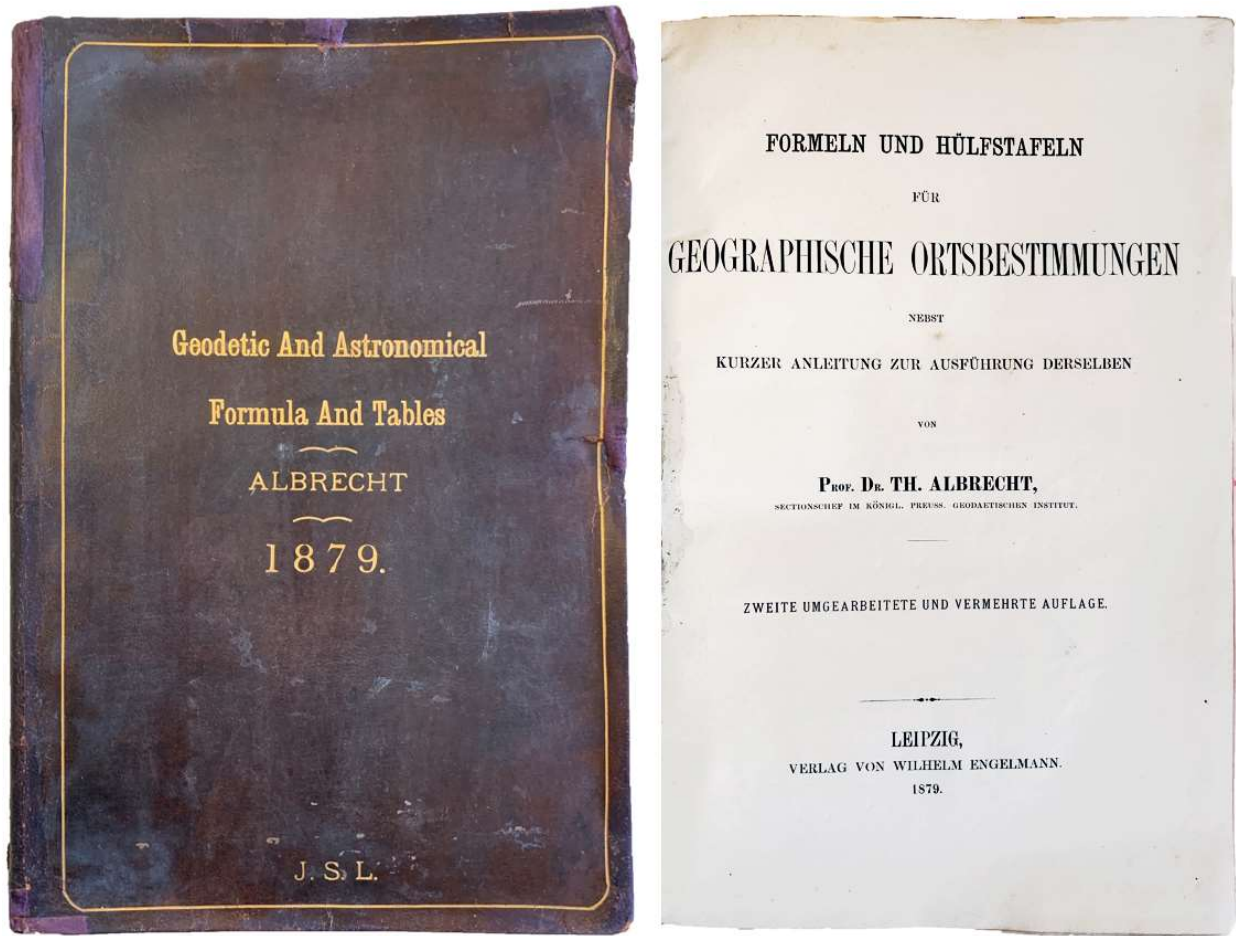 Geodetic And Astronomical
Formula And Tables
ALBRECHT
1879.
J. S. L.
FORMELN UND HÜLFSTAFELN
FÜR
GEOGRAPHISCHE ORTSBESTIMMUNGEN
NEBST
KURZER ANLEITUNG ZUR AUSFÜHRUNG DERSELBEN
VON
PROF. DR. TH. ALBRECHT,
SECTIONSCHEF IM KÖNIGL. PREUSS. GEODAETISCHEN INSTITUT.
ZWEITE UMGEARBEITETE UND VERMEHRTE AUFLAGE.
LEIPZIG,
VERLAG VON WILHELM ENGELMANN.
1879.